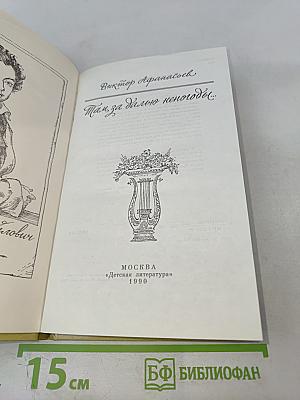 Виктор Афанасьев
Там, за далью непогоды...
МОСКВА
«Детская литература»
1990
15 см
БФ БИБЛИОФАН